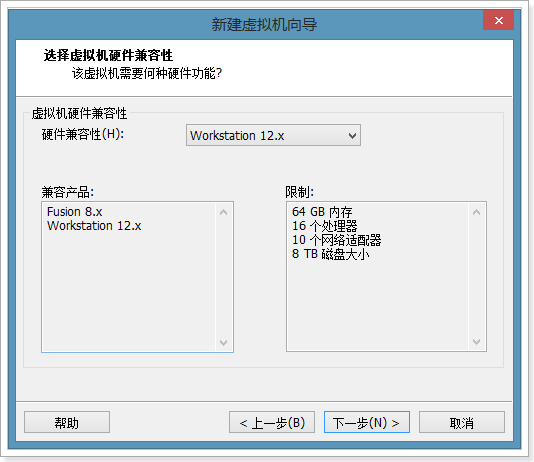 新建虚拟机向导
选择虚拟机硬件兼容性
该虚拟机需要何种硬件功能?
虚拟机硬件兼容性
硬件兼容性(H):
Workstation 12.x
兼容产品:
Fusion 8.x
Workstation 12.x
限制:
64 GB 内存
16 个处理器
10 个网络适配器
8 TB 磁盘大小
帮助
< 上一步(B)
下一步(N) >
取消